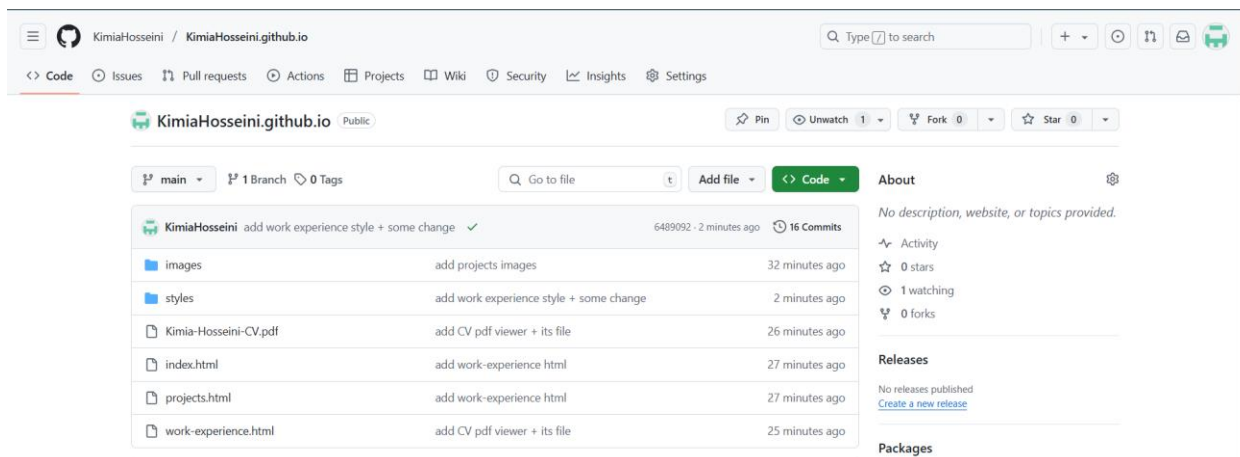 KimiaHosseini / KimiaHosseini.github.io
Type / to search
Code Issues Pull requests Actions Projects Wiki Security Insights Settings
KimiaHosseini.github.io Public
Pin Unwatch 1 Fork 0 Star 0
main 1 Branch 0 Tags Go to file t Add file Code
KimiaHosseini add work experience style + some change 6489092 · 2 minutes ago 16 Commits
images add projects images 32 minutes ago
styles add work experience style + some change 2 minutes ago
Kimia-Hosseini-CV.pdf add CV pdf viewer + its file 26 minutes ago
index.html add work-experience html 27 minutes ago
projects.html add work-experience html 27 minutes ago
work-experience.html add CV pdf viewer + its file 25 minutes ago
About
No description, website, or topics provided.
Activity
0 stars
1 watching
0 forks
Releases
No releases published
Create a new release
Packages